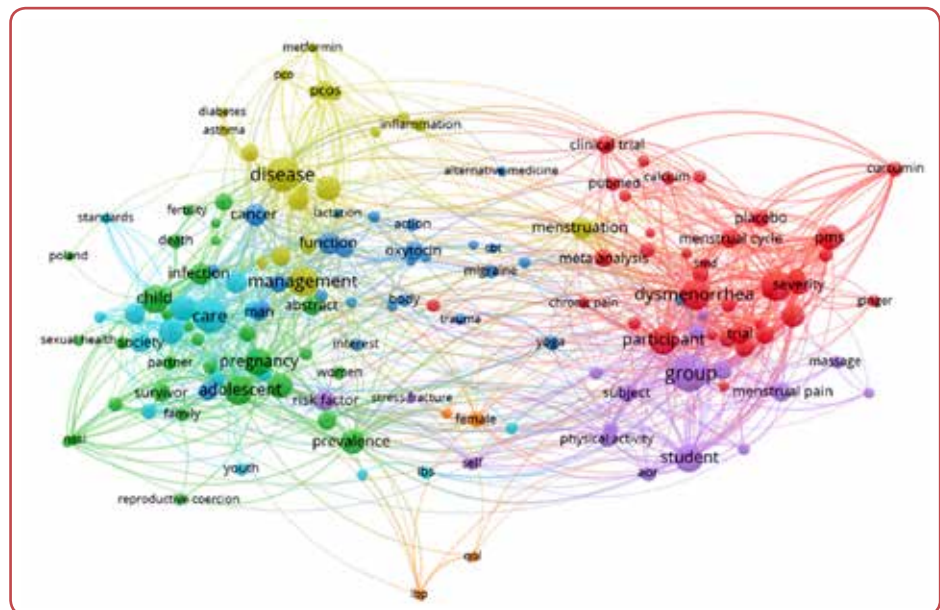 metformin
pco
pcos
diabetes
asthma
inflammation
clinical trial
disease
alternative medicine
pubmed
calcium
curcumin
standards
fertility
cancer
lactation
action
menstruation
placebo
death
function
oxytocin
cbt
menstrual cycle
pms
poland
infection
management
migraine
meta analysis
smd
severity
child
care
man
abstract
body
trauma
chronic pain
dysmenorrhea
ginger
sexual health
society
interest
yoga
participant
trial
partner
pregnancy
women
group
massage
survivor
adolescent
risk factor
stress fracture
subject
menstrual pain
family
female
prevalence
physical activity
youth
ibs
self
student
aor
reproductive coercion